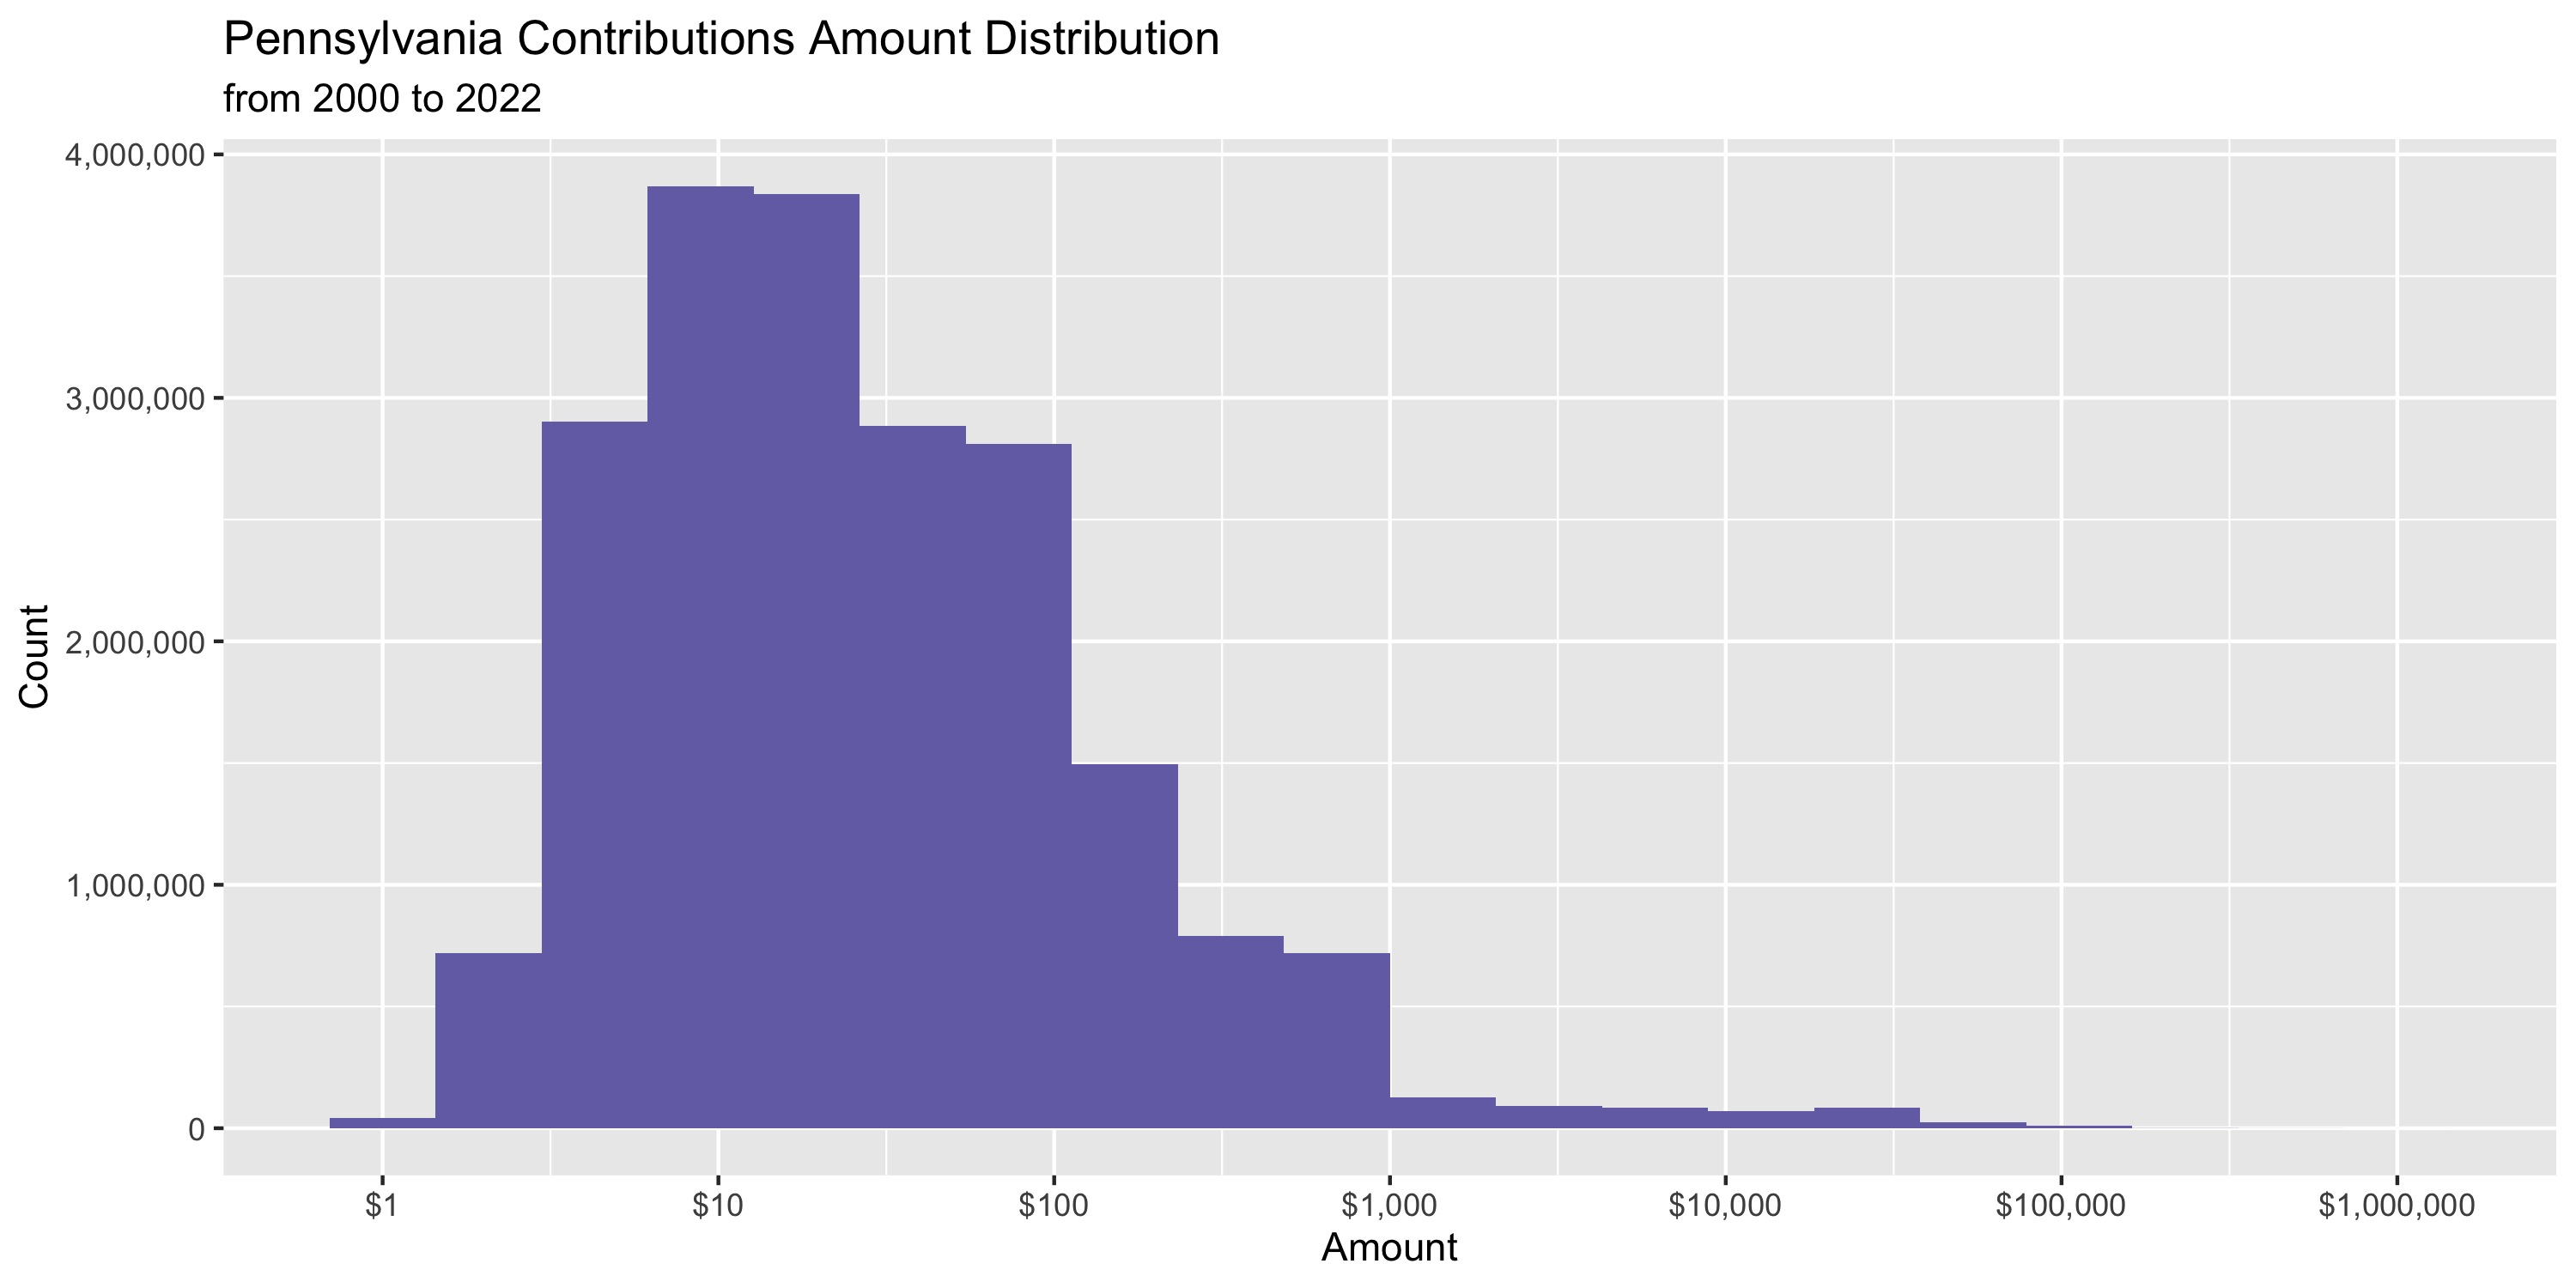 Pennsylvania Contributions Amount Distribution
from 2000 to 2022
4,000,000
3,000,000
2,000,000
1,000,000
0
Count
$1 $10 $100 $1,000 $10,000 $100,000 $1,000,000
Amount